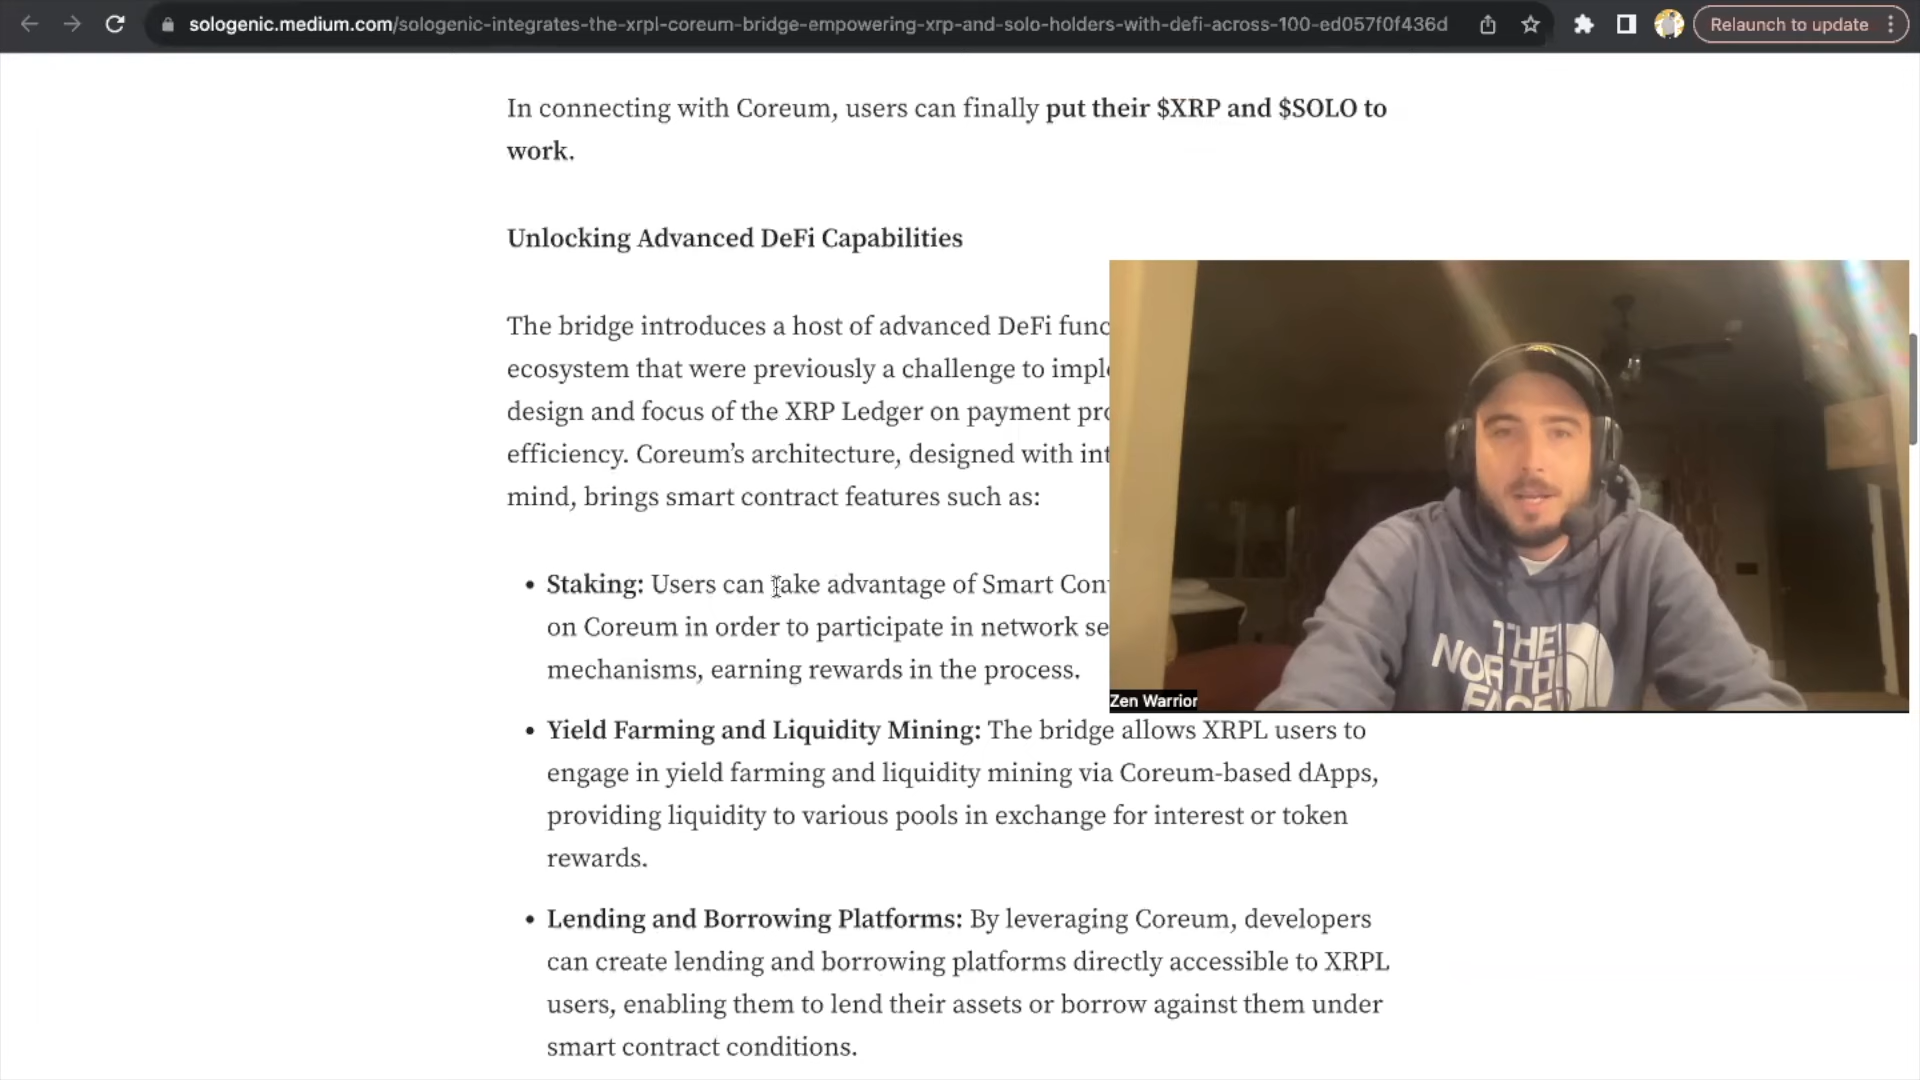 sologenic.medium.com/sologenic-integrates-the-xrpl-coreum-bridge-empowering-xrp-and-solo-holders-with-defi-across-100-ed057f0f436d
Relaunch to update
In connecting with Coreum, users can finally put their $XRP and $SOLO to
work.
Unlocking Advanced DeFi Capabilities
The bridge introduces a host of advanced DeFi func
ecosystem that were previously a challenge to impl
design and focus of the XRP Ledger on payment pro
efficiency. Coreum’s architecture, designed with int
mind, brings smart contract features such as:
• Staking: Users can take advantage of Smart Con
on Coreum in order to participate in network se
mechanisms, earning rewards in the process.
THE
NORTH
FACE
Zen Warrior
• Yield Farming and Liquidity Mining: The bridge allows XRPL users to
engage in yield farming and liquidity mining via Coreum-based dApps,
providing liquidity to various pools in exchange for interest or token
rewards.
• Lending and Borrowing Platforms: By leveraging Coreum, developers
can create lending and borrowing platforms directly accessible to XRPL
users, enabling them to lend their assets or borrow against them under
smart contract conditions.